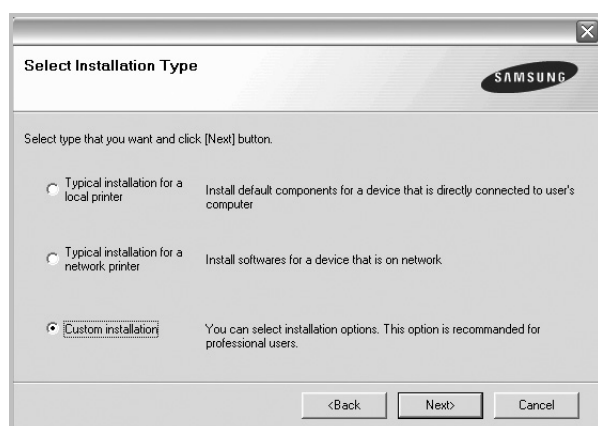 Select Installation Type
SAMSUNG
Select type that you want and click [Next] button.
Typical installation for a
local printer
Install default components for a device that is directly connected to user's
computer
Typical installation for a
network printer
Install softwares for a device that is on network
Custom installation
You can select installation options. This option is recommanded for
professional users.
<Back
Next>
Cancel